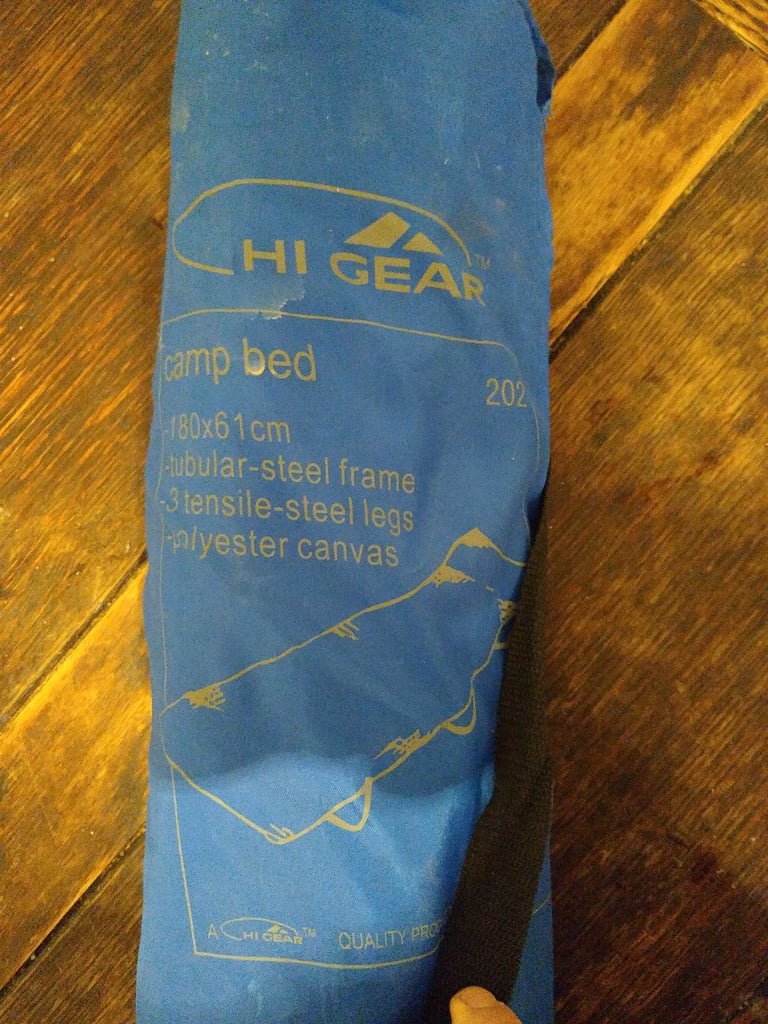 HI GEAR™
camp bed
202
-180x61cm
-tubular-steel frame
-3 tensile-steel legs
-polyester canvas
A HI GEAR™ QUALITY